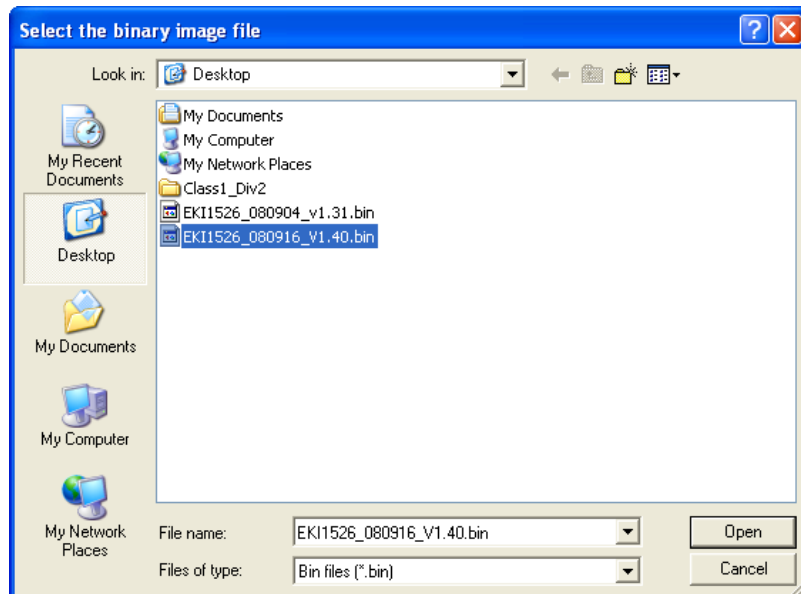 Select the binary image file
Look in: Desktop
My Recent
Documents
Desktop
My Documents
My Computer
My Network
Places
My Documents
My Computer
My Network Places
Class1_Div2
EKI1526_080904_v1.31.bin
EKI1526_080916_V1.40.bin
File name: EKI1526_080916_V1.40.bin Open
Files of type: Bin files (*.bin) Cancel